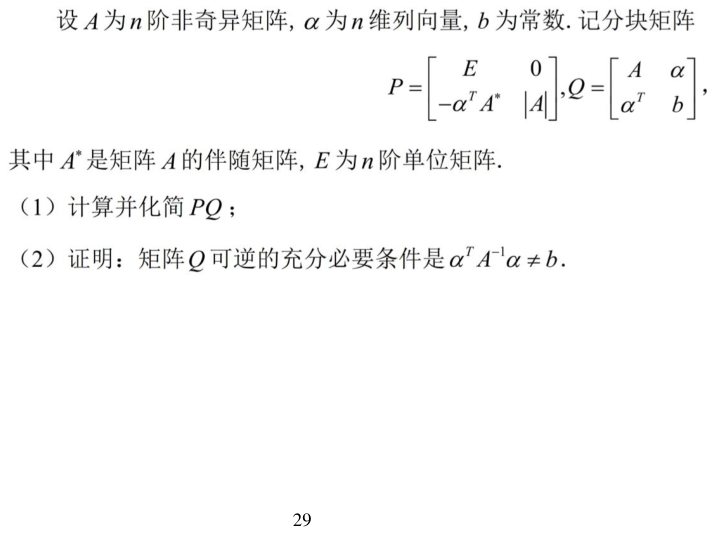 设 A 为 n 阶非奇异矩阵, α 为 n 维列向量, b 为常数. 记分块矩阵
P = [ E 0 ; -α^T A^* |A| ], Q = [ A α ; α^T b ],
其中 A^* 是矩阵 A 的伴随矩阵, E 为 n 阶单位矩阵.
（1）计算并化简 PQ；
（2）证明：矩阵 Q 可逆的充分必要条件是 α^T A^{-1} α ≠ b.
29